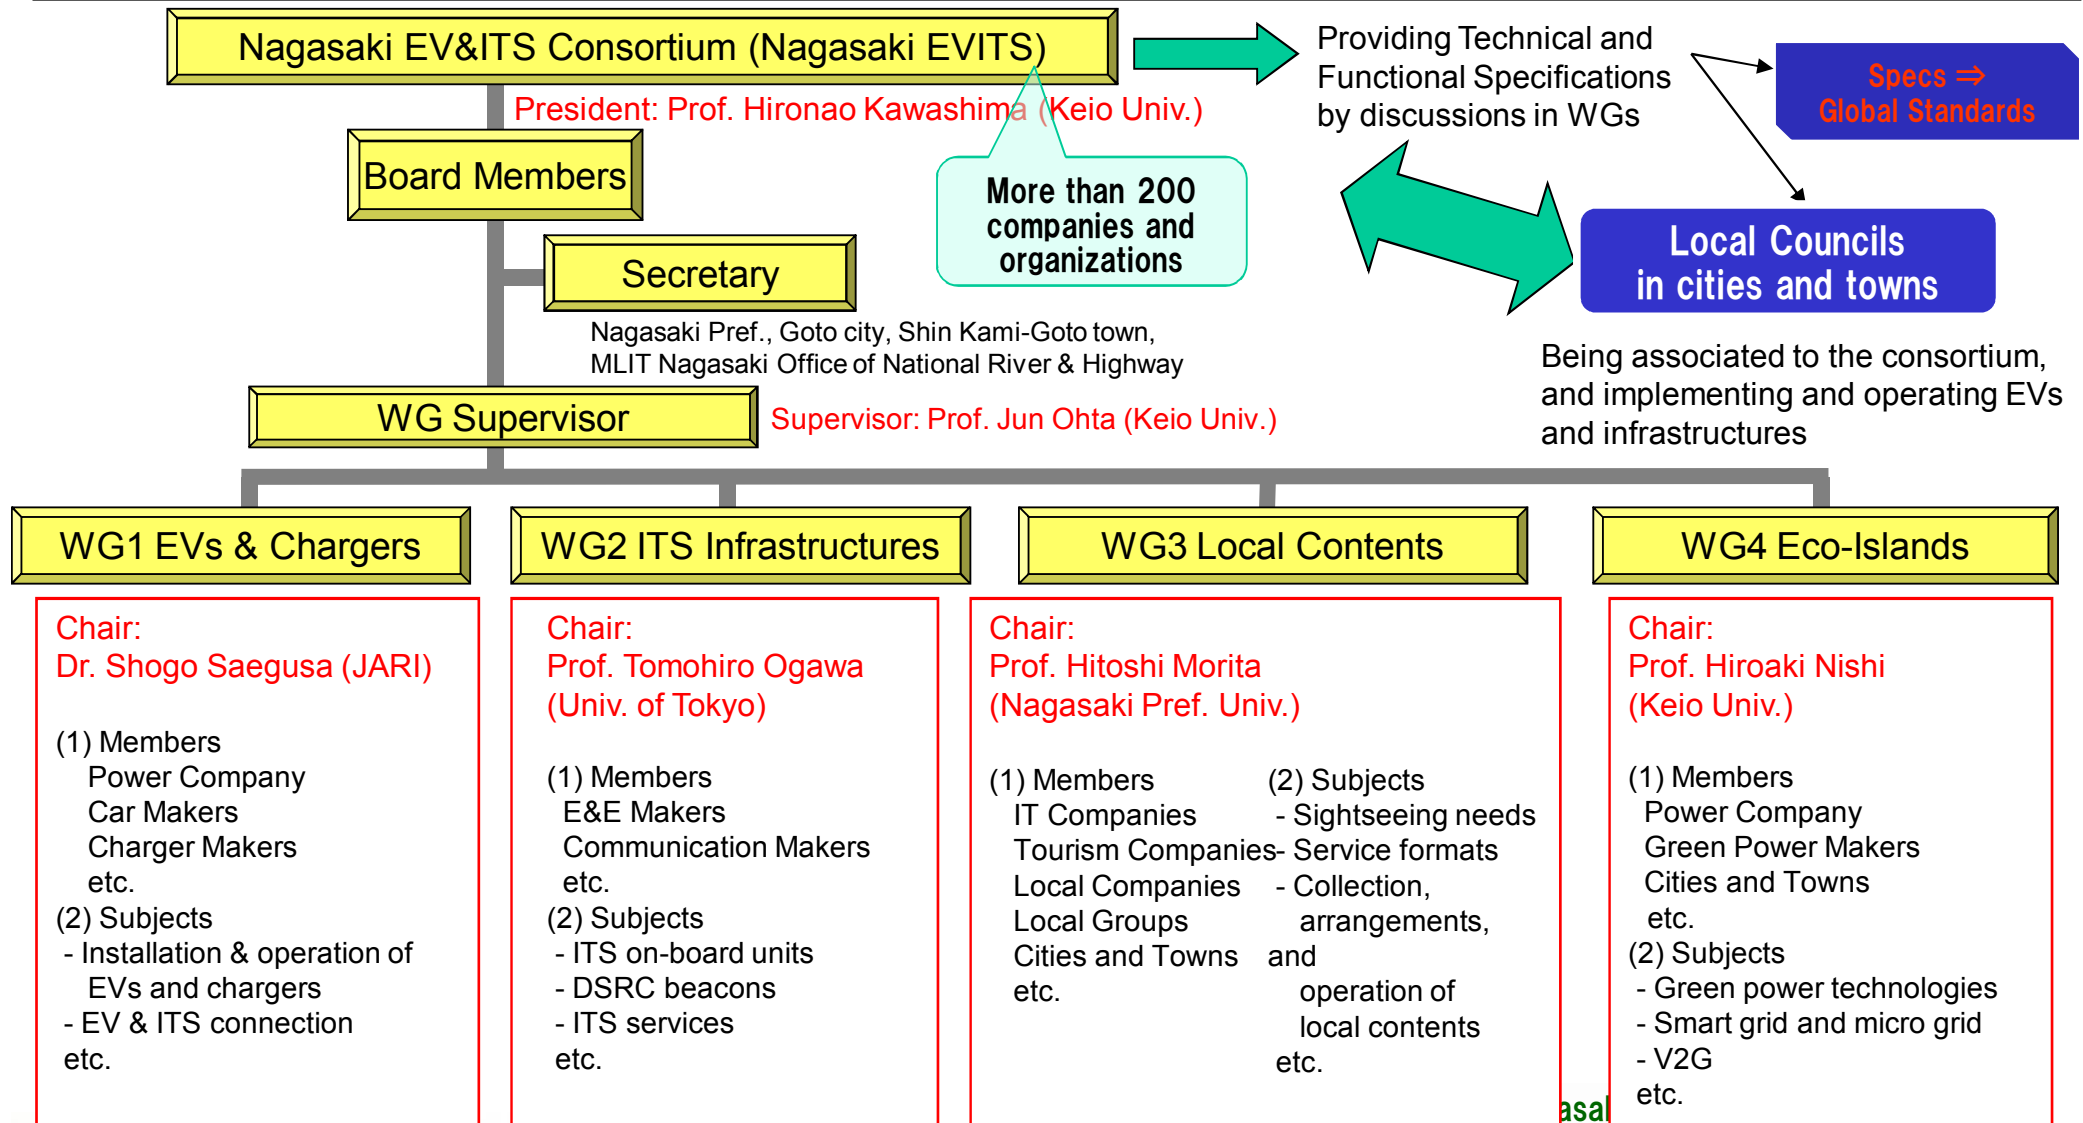 Nagasaki EV&ITS Consortium (Nagasaki EVITS)
President: Prof. Hironao Kawashima (Keio Univ.)
Providing Technical and
Functional Specifications
by discussions in WGs
Specs ⇒
Global Standards
Board Members
More than 200
companies and
organizations
Local Councils
in cities and towns
Secretary
Nagasaki Pref., Goto city, Shin Kami-Goto town,
MLIT Nagasaki Office of National River & Highway
Being associated to the consortium,
and implementing and operating EVs
and infrastructures
WG Supervisor
Supervisor: Prof. Jun Ohta (Keio Univ.)
WG1 EVs & Chargers
Chair:
Dr. Shogo Saegusa (JARI)
(1) Members
Power Company
Car Makers
Charger Makers
etc.
(2) Subjects
- Installation & operation of
EVs and chargers
- EV & ITS connection
etc.
WG2 ITS Infrastructures
Chair:
Prof. Tomohiro Ogawa
(Univ. of Tokyo)
(1) Members
E&E Makers
Communication Makers
etc.
(2) Subjects
- ITS on-board units
- DSRC beacons
- ITS services
etc.
WG3 Local Contents
Chair:
Prof. Hitoshi Morita
(Nagasaki Pref. Univ.)
(1) Members
IT Companies
Tourism Companies
Local Companies
Local Groups
Cities and Towns
etc.
(2) Subjects
- Sightseeing needs
- Service formats
- Collection,
arrangements,
and
operation of
local contents
etc.
WG4 Eco-Islands
Chair:
Prof. Hiroaki Nishi
(Keio Univ.)
(1) Members
Power Company
Green Power Makers
Cities and Towns
etc.
(2) Subjects
- Green power technologies
- Smart grid and micro grid
- V2G
etc.